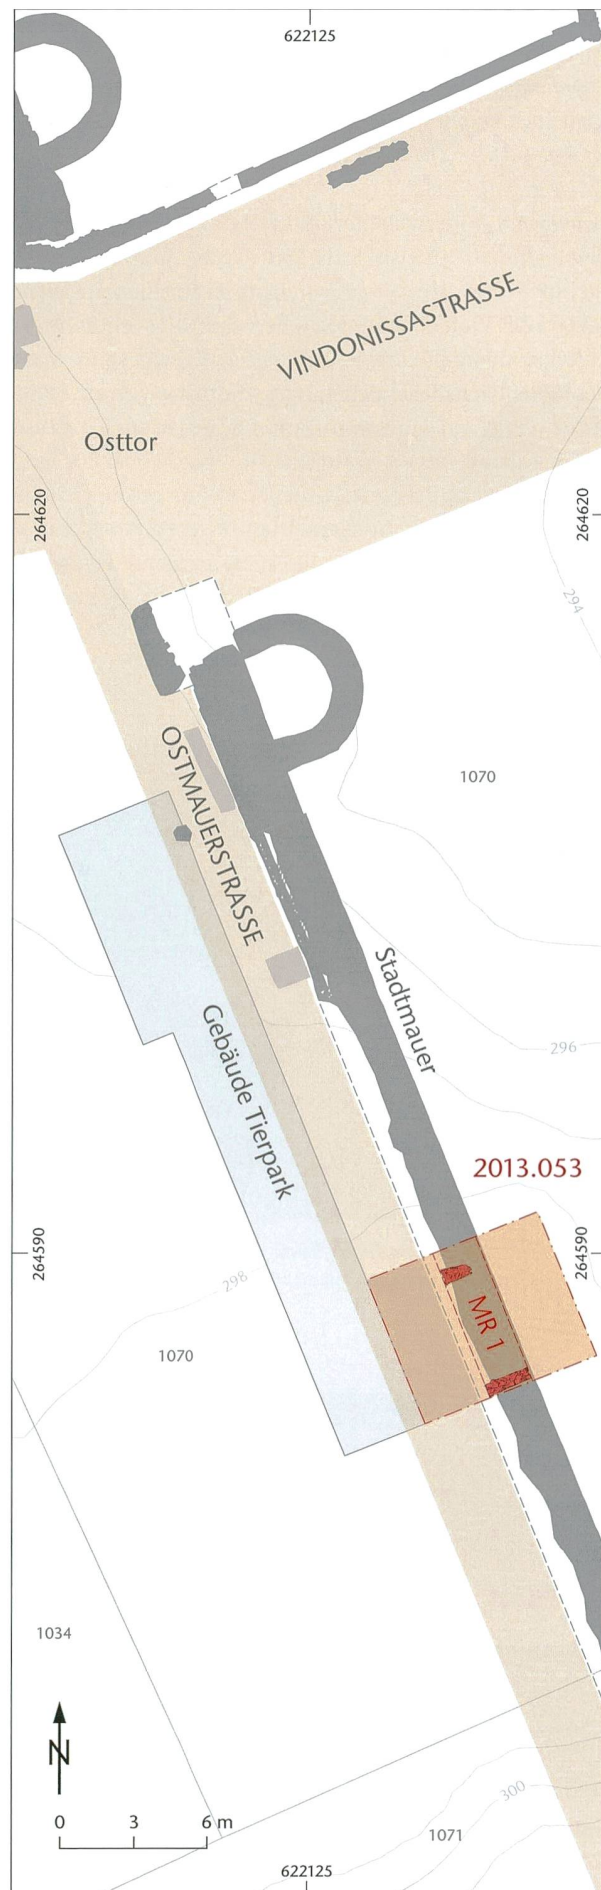 622125
VINDONISSASTRASSE
Osttor
264620
264620
294
OSTMAUERSTRASSE
1070
Stadtmauer
Gebäude Tierpark
296
2013.053
264590
264590
298
MR 1
1070
1034
N
0 3 6 m
300
1071
622125